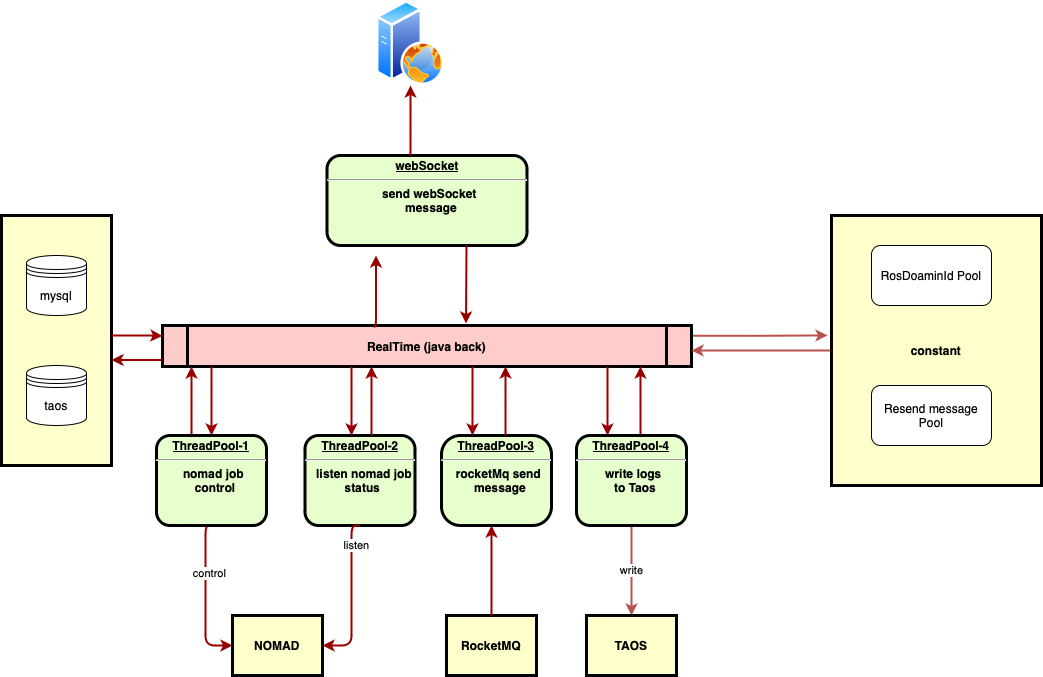 webSocket
send webSocket
message
mysql
taos
RealTime (java back)
RosDoaminId Pool
constant
Resend message
Pool
ThreadPool-1
nomad job
control
ThreadPool-2
listen nomad job
status
ThreadPool-3
rocketMq send
message
ThreadPool-4
write logs
to Taos
control
listen
write
NOMAD
RocketMQ
TAOS